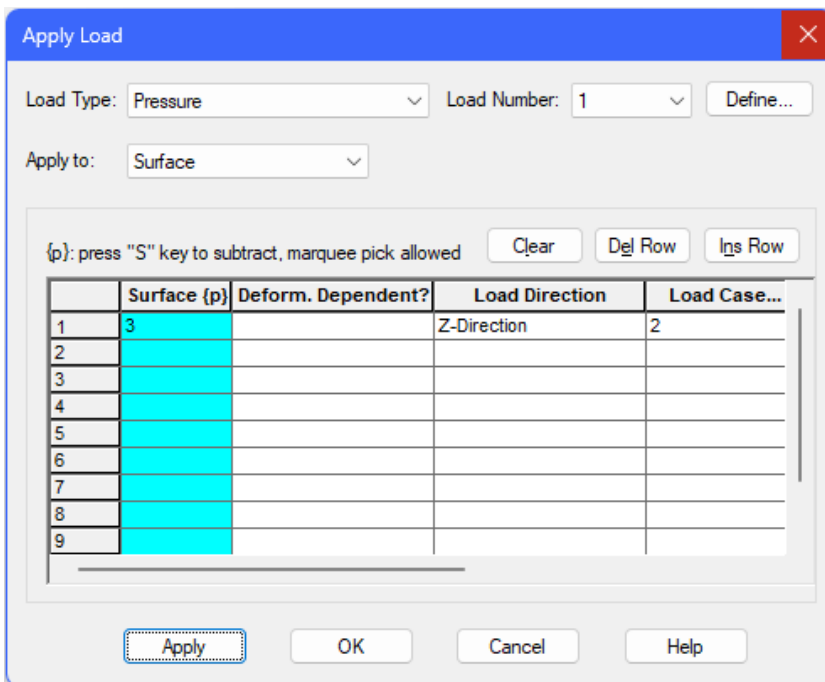 Apply Load
Load Type: Pressure Load Number: 1 Define...
Apply to: Surface
{p}: press "S" key to subtract, marquee pick allowed Clear Del Row Ins Row
Surface {p} Deform. Dependent? Load Direction Load Case...
1 3 Z-Direction 2
2
3
4
5
6
7
8
9
Apply OK Cancel Help